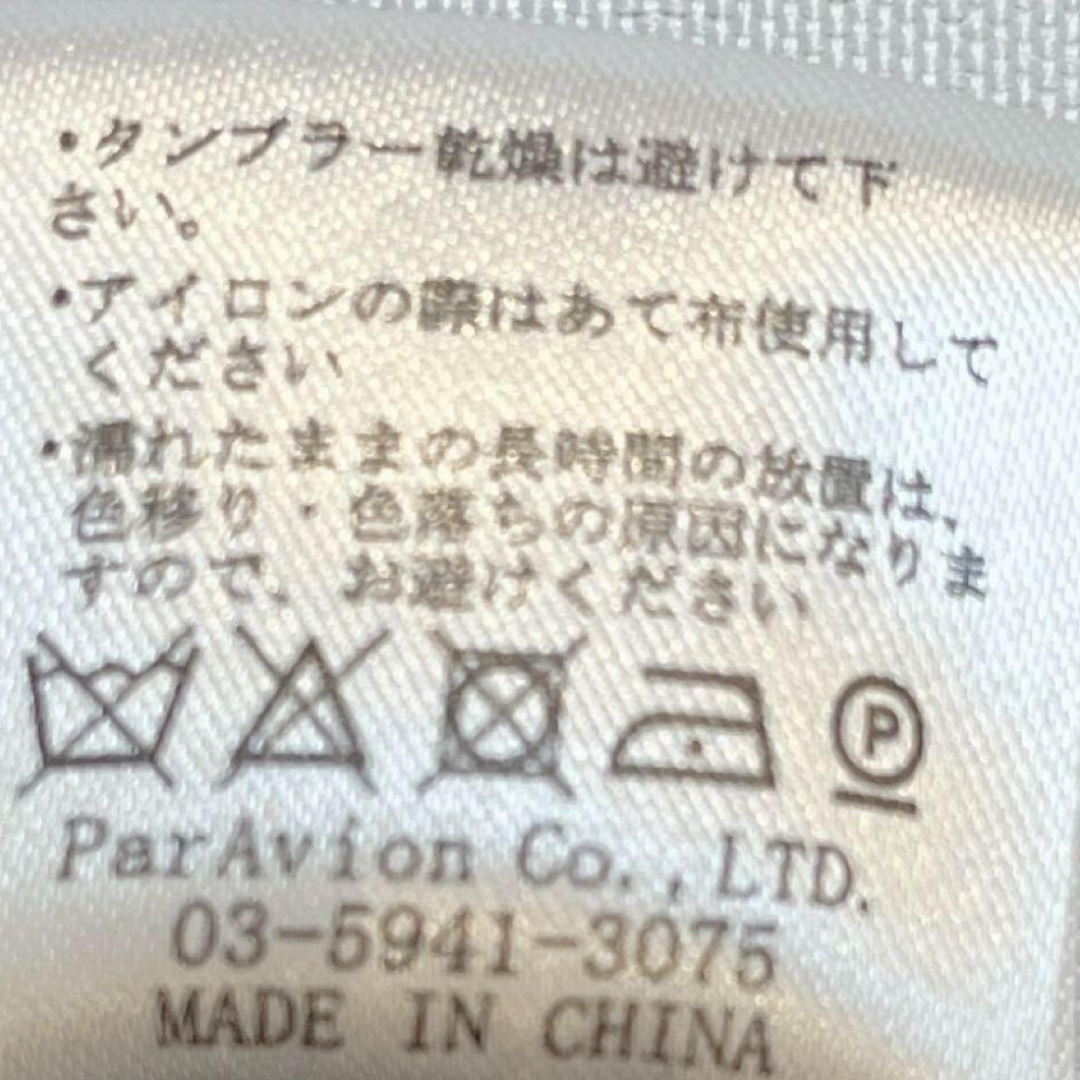 ・タンブラー乾燥は避けて下
さい。
・アイロンの際はあて布使用して
ください
・濡れたままの長時間の放置は、
色移り・色落ちの原因になりま
すので、お避けください
P
ParAvion Co.,LTD.
03-5941-3075
MADE IN CHINA